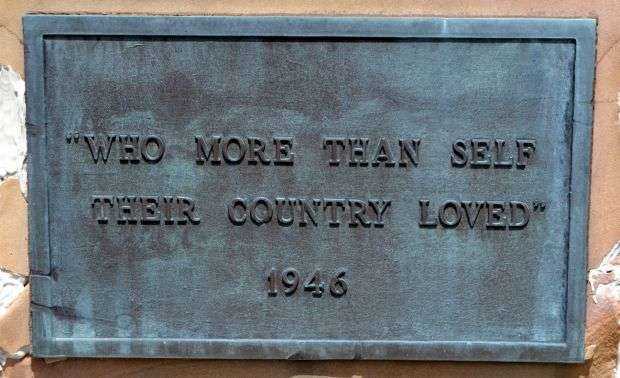 "WHO MORE THAN SELF
THEIR COUNTRY LOVED"
1946